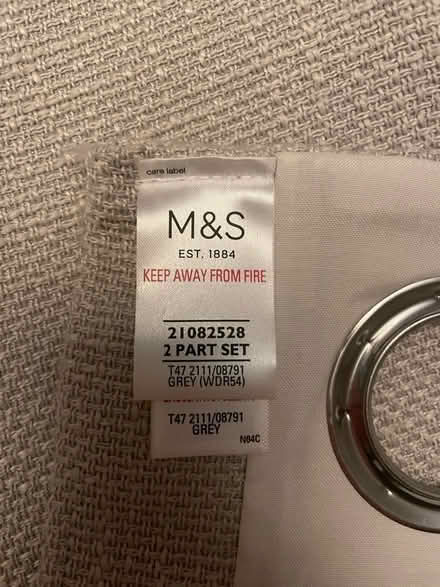 care label
M&S
EST. 1884
KEEP AWAY FROM FIRE
21082528
2 PART SET
T47 2111/08791
GREY (WDR54)
T47 2111/08791
GREY
N64C